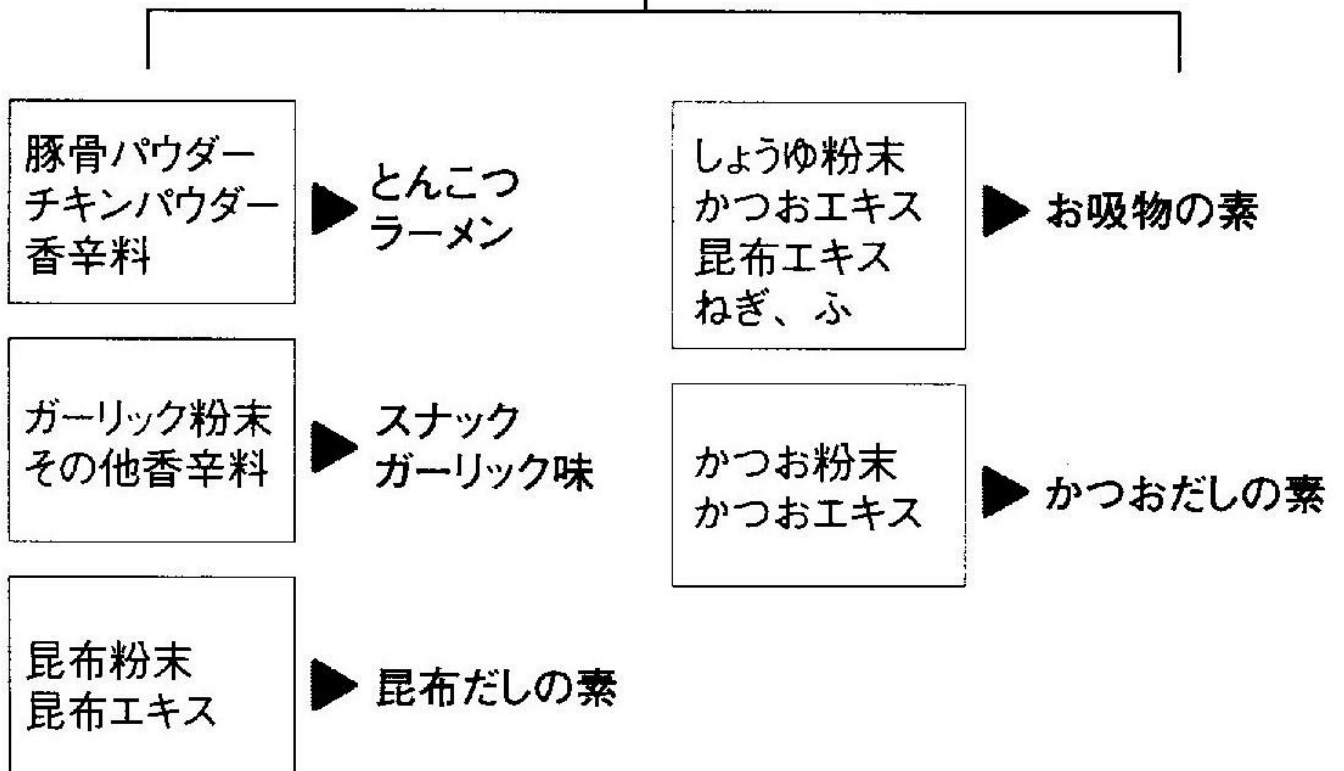 豚骨パウダー
チキンパウダー
香辛料
とんこつ
ラーメン
ガーリック粉末
その他香辛料
スナック
ガーリック味
昆布粉末
昆布エキス
昆布だしの素
しょうゆ粉末
かつおエキス
昆布エキス
ねぎ、ふ
お吸物の素
かつお粉末
かつおエキス
かつおだしの素